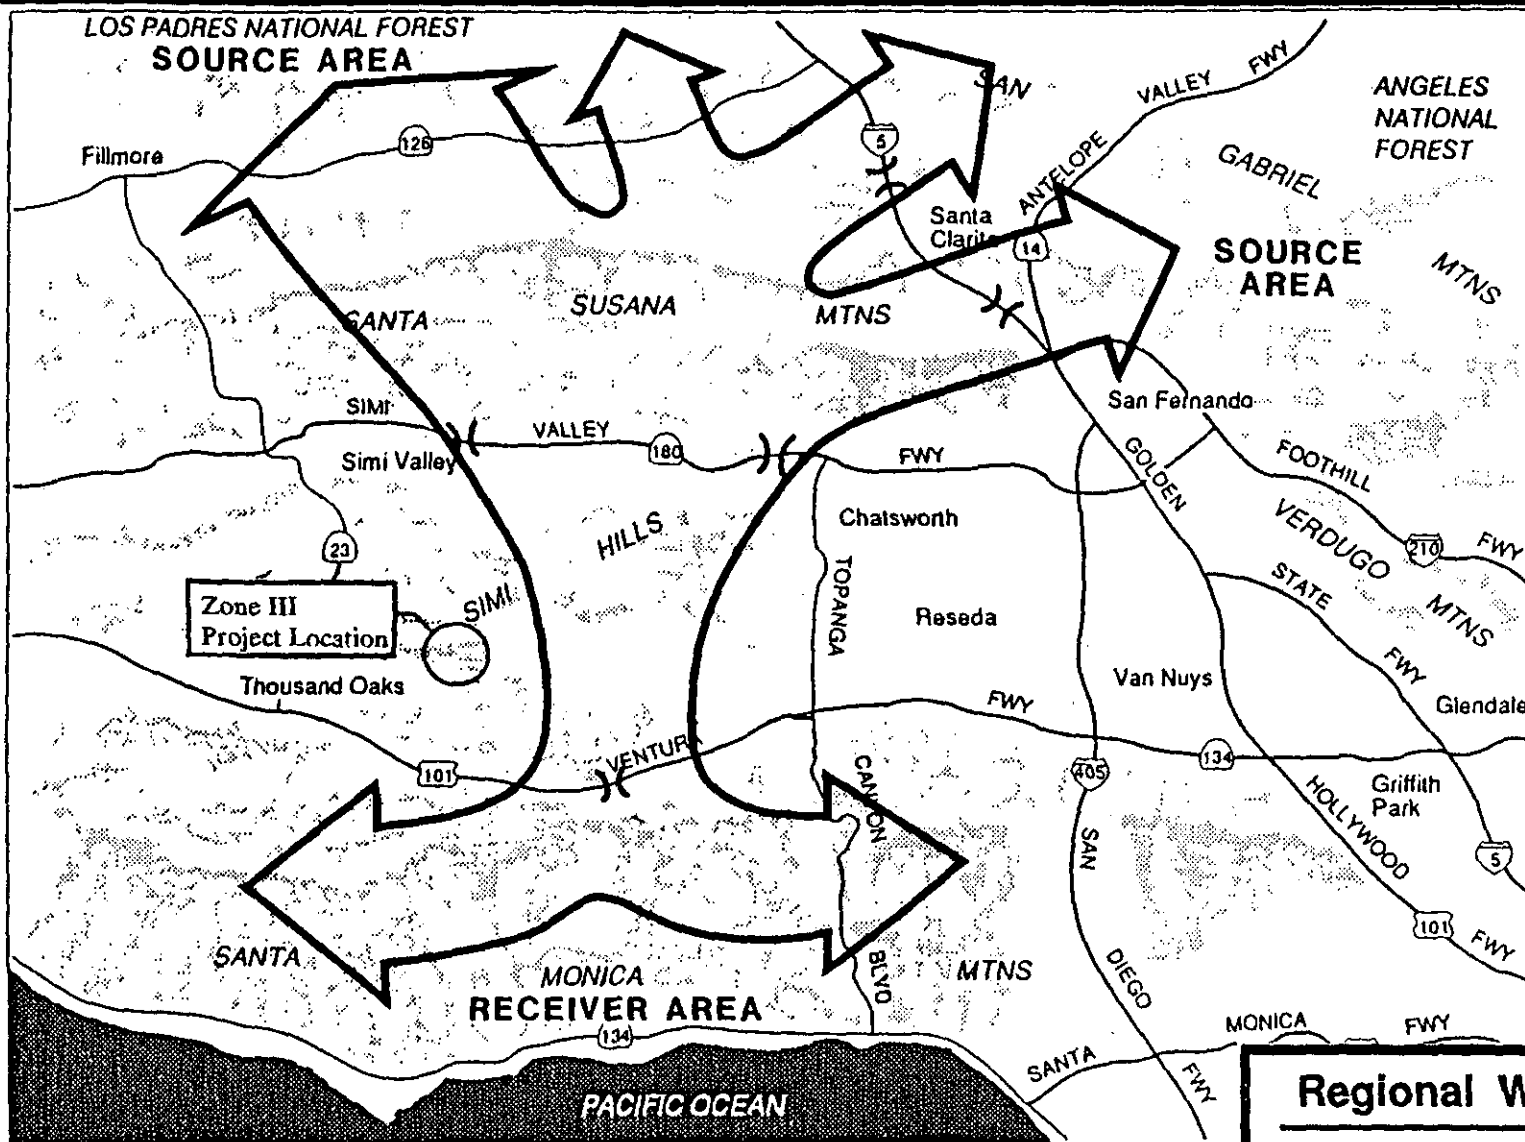 LOS PADRES NATIONAL FOREST
SOURCE AREA
SAN
VALLEY
FWY
ANGELES
NATIONAL
FOREST
Fillmore
126
5
ANTELOPE
GABRIEL
Santa
Clarita
14
SOURCE
AREA
MTNS
SANTA
SUSANA
MTNS
San Fernando
SIMI
VALLEY
180
FWY
Simi Valley
GOLDEN
FOOTHILL
Chatsworth
HILLS
VERDUGO
210
FWY
23
TOPANGA
STATE
Zone III
Project Location
SIMI
Reseda
MTNS
Thousand Oaks
FWY
Van Nuys
FWY
Glendale
101
VENTURA
134
405
CANYON
Griffith
Park
HOLLYWOOD
SAN
5
101
FWY
SANTA
MONICA
MTNS
RECEIVER AREA
BLVD
DIEGO
134
MONICA
FWY
SANTA
FWY
PACIFIC OCEAN
Regional W